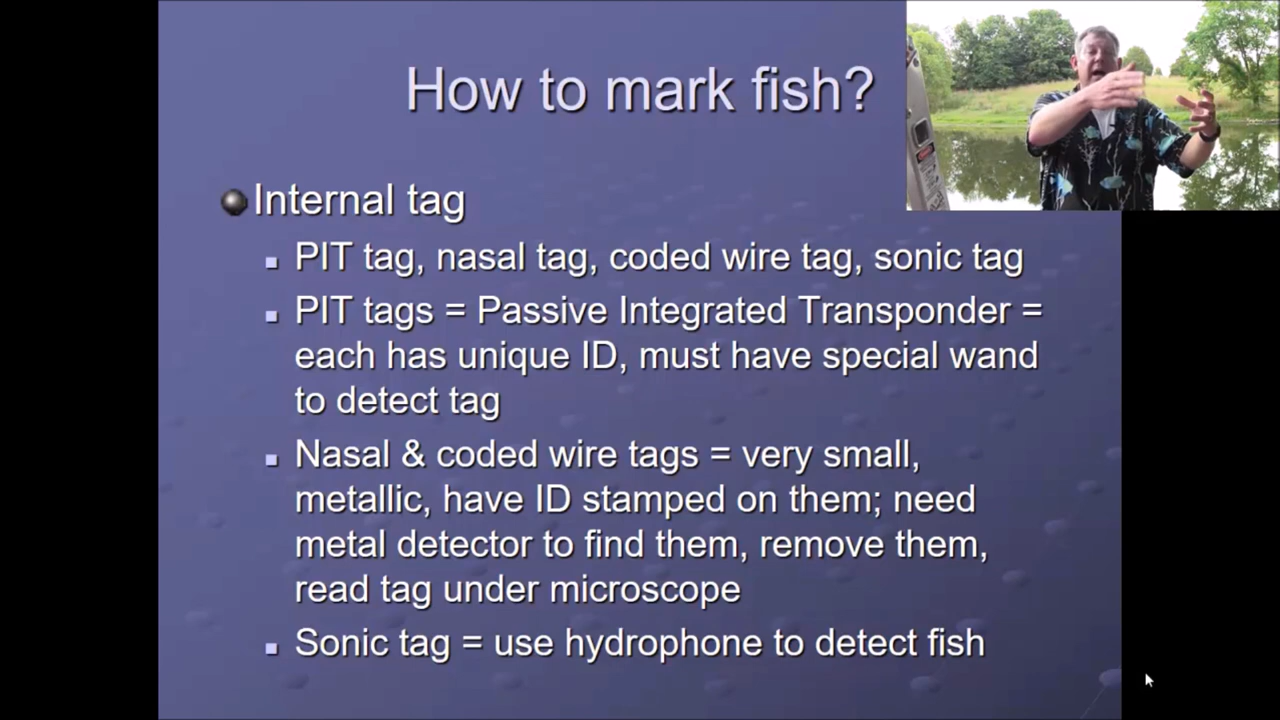 How to mark fish?
Internal tag
PIT tag, nasal tag, coded wire tag, sonic tag
PIT tags = Passive Integrated Transponder =
each has unique ID, must have special wand
to detect tag
Nasal & coded wire tags = very small,
metallic, have ID stamped on them; need
metal detector to find them, remove them,
read tag under microscope
Sonic tag = use hydrophone to detect fish